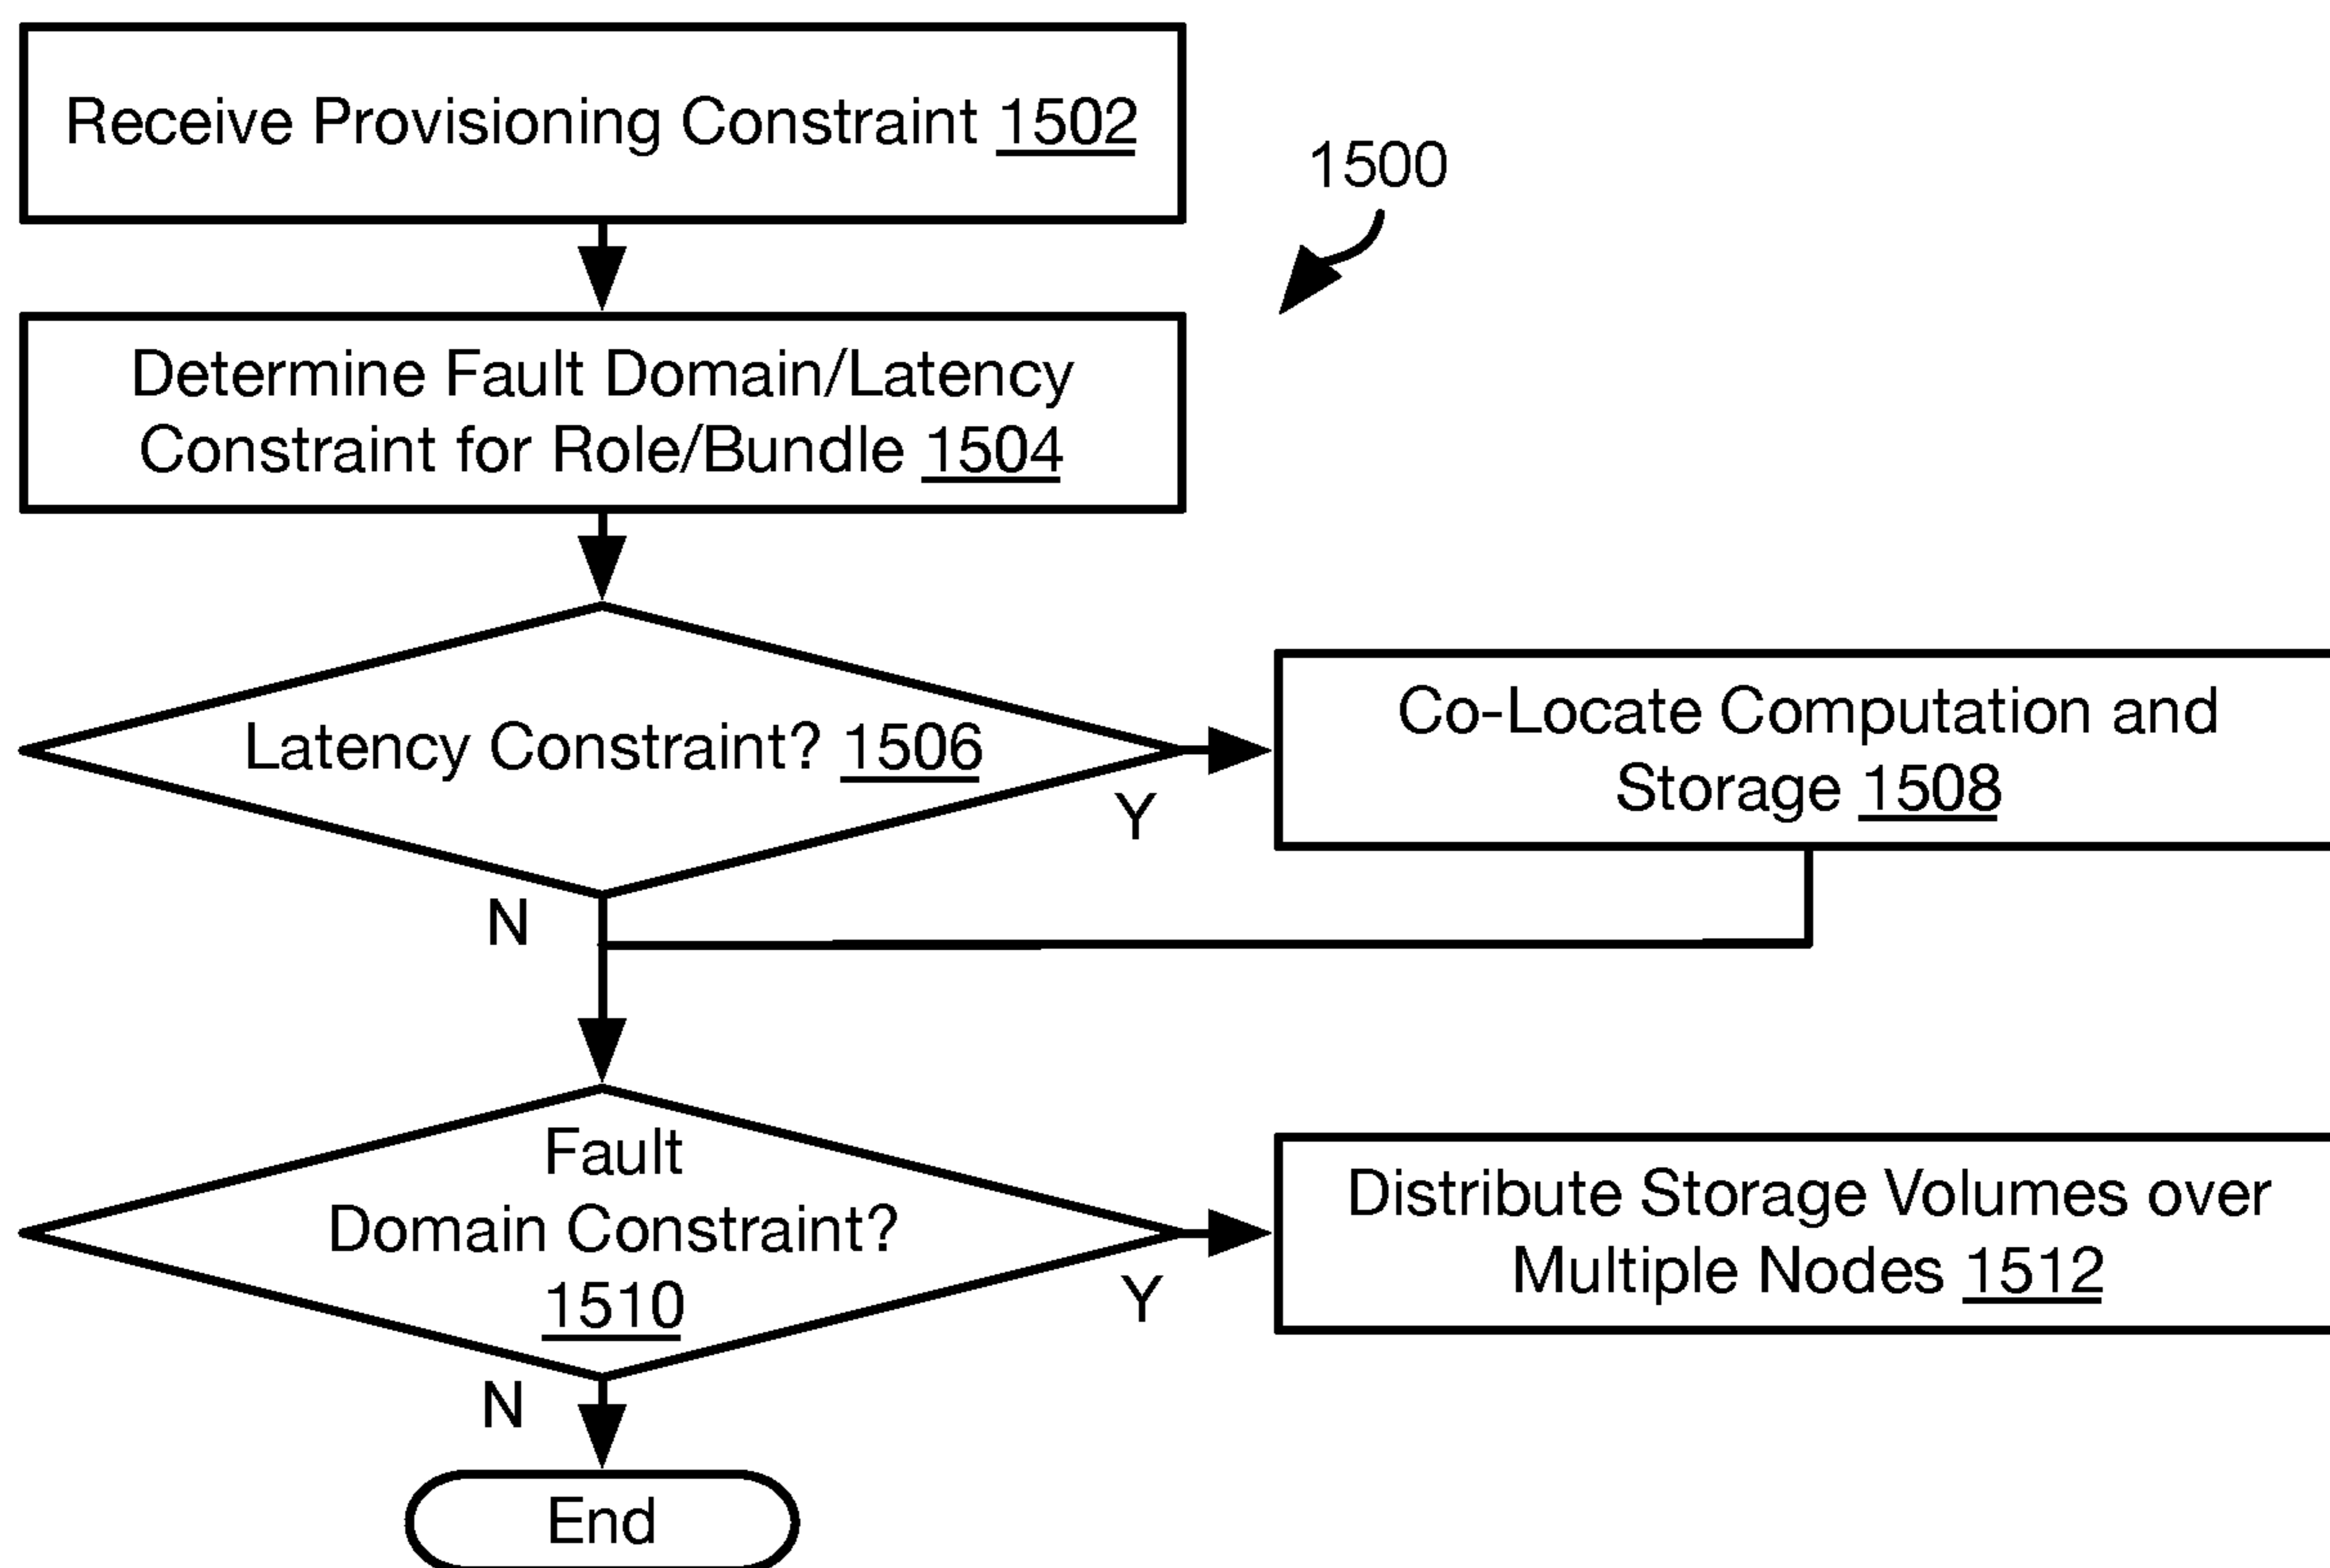 Receive Provisioning Constraint 1502
1500
Determine Fault Domain/Latency
Constraint for Role/Bundle 1504
Latency Constraint? 1506
Y
N
Co-Locate Computation and
Storage 1508
Fault
Domain Constraint?
1510
Y
N
Distribute Storage Volumes over
Multiple Nodes 1512
End